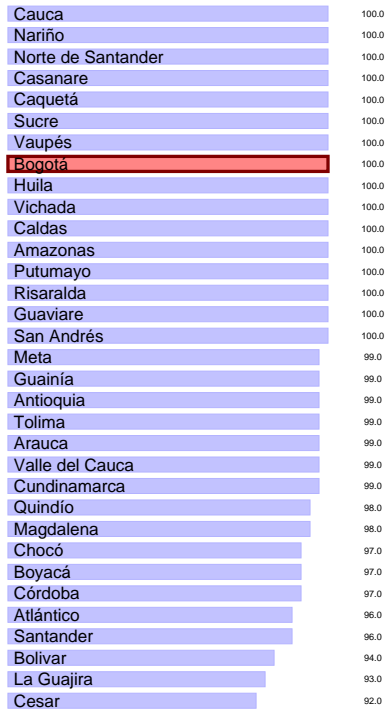 Cauca 100.0
Nariño 100.0
Norte de Santander 100.0
Casanare 100.0
Caquetá 100.0
Sucre 100.0
Vaupés 100.0
Bogotá 100.0
Huila 100.0
Vichada 100.0
Caldas 100.0
Amazonas 100.0
Putumayo 100.0
Risaralda 100.0
Guaviare 100.0
San Andrés 100.0
Meta 99.0
Guainía 99.0
Antioquia 99.0
Tolima 99.0
Arauca 99.0
Valle del Cauca 99.0
Cundinamarca 99.0
Quindío 98.0
Magdalena 98.0
Chocó 97.0
Boyacá 97.0
Córdoba 97.0
Atlántico 96.0
Santander 96.0
Bolivar 94.0
La Guajira 93.0
Cesar 92.0